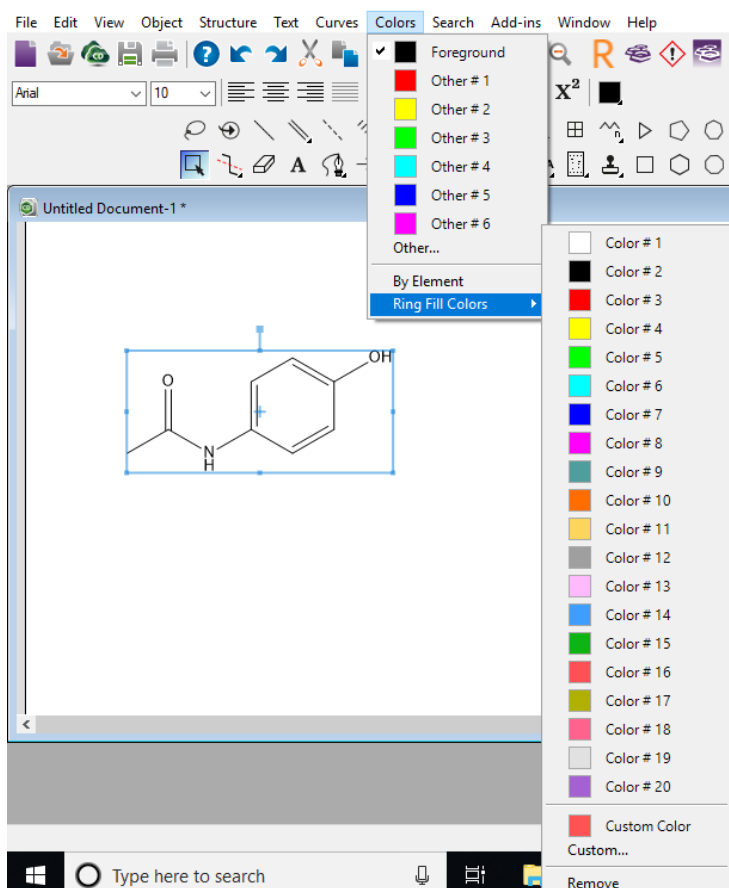 File Edit View Object Structure Text Curves Colors Search Add-ins Window Help
Arial 10 X²
Untitled Document-1 *
Foreground
Other # 1
Other # 2
Other # 3
Other # 4
Other # 5
Other # 6
Other...
By Element
Ring Fill Colors
Color # 1
Color # 2
Color # 3
Color # 4
Color # 5
Color # 6
Color # 7
Color # 8
Color # 9
Color # 10
Color # 11
Color # 12
Color # 13
Color # 14
Color # 15
Color # 16
Color # 17
Color # 18
Color # 19
Color # 20
Custom Color
Custom...
Remove
OH
O
N
H
Type here to search